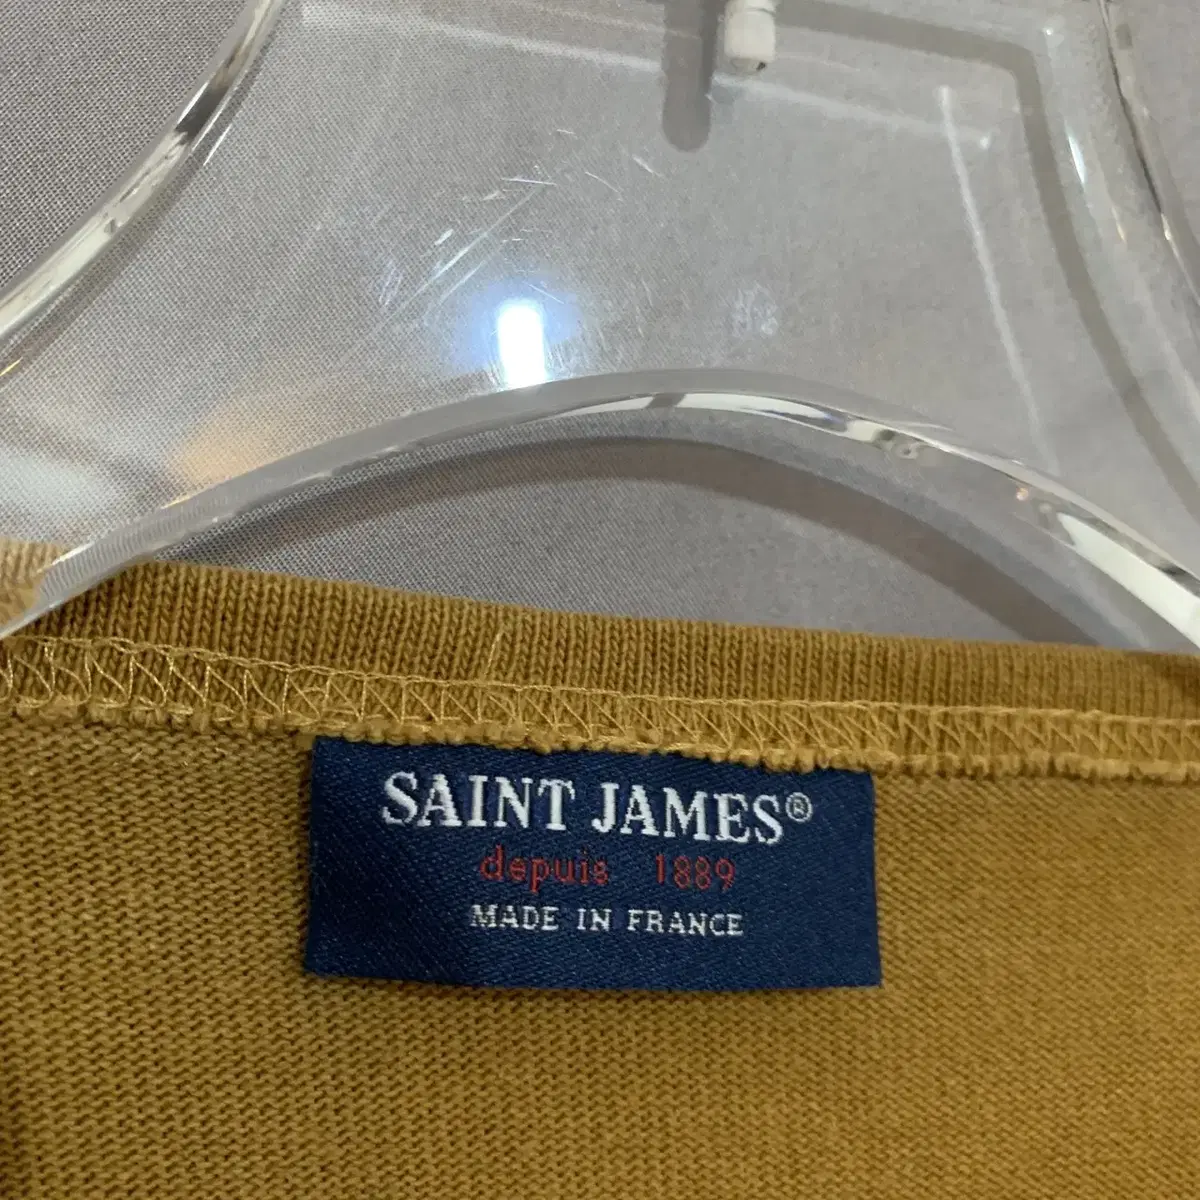 SAINT JAMES®
depuis 1889
MADE IN FRANCE